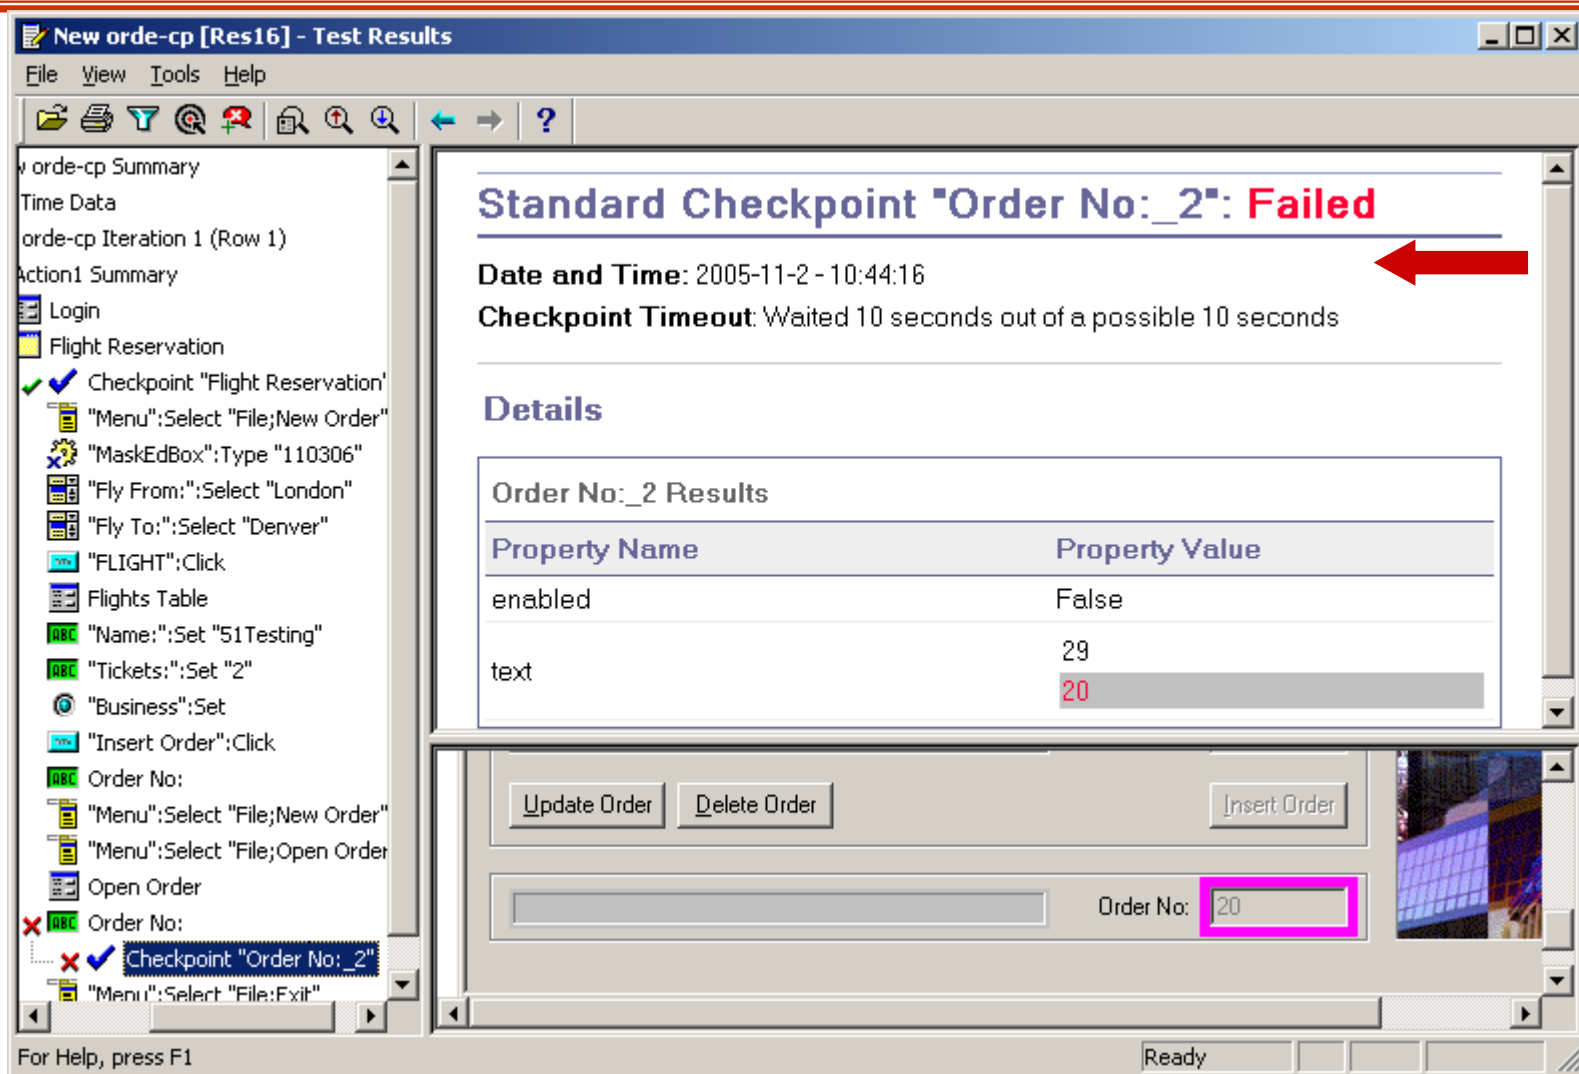 New orde-cp [Res16] - Test Results
File View Tools Help
w orde-cp Summary
Time Data
orde-cp Iteration 1 (Row 1)
Action1 Summary
Login
Flight Reservation
Checkpoint "Flight Reservation"
"Menu":Select "File;New Order"
"MaskEdBox":Type "110306"
"Fly From:":Select "London"
"Fly To:":Select "Denver"
"FLIGHT":Click
Flights Table
"Name:":Set "51Testing"
"Tickets:":Set "2"
"Business":Set
"Insert Order":Click
Order No:
"Menu":Select "File;New Order"
"Menu":Select "File;Open Order
Open Order
Order No:
Checkpoint "Order No:_2"
"Menu":Select "File;Exit"
Standard Checkpoint "Order No:_2": Failed
Date and Time: 2005-11-2 - 10:44:16
Checkpoint Timeout: Waited 10 seconds out of a possible 10 seconds
Details
Order No:_2 Results
Property Name Property Value
enabled False
text 29
20
Update Order Delete Order Insert Order
Order No: 20
For Help, press F1 Ready